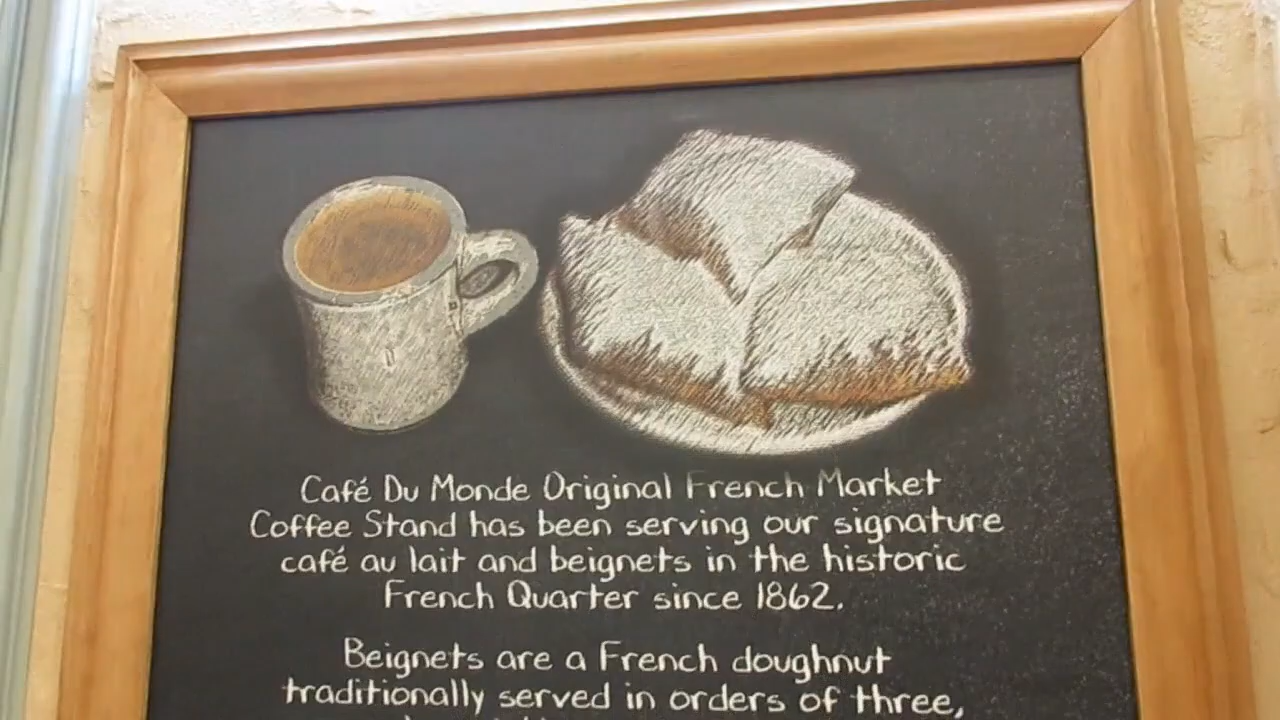 Café Du Monde Original French Market
Coffee Stand has been serving our signature
café au lait and beignets in the historic
French Quarter since 1862.
Beignets are a French doughnut
traditionally served in orders of three,